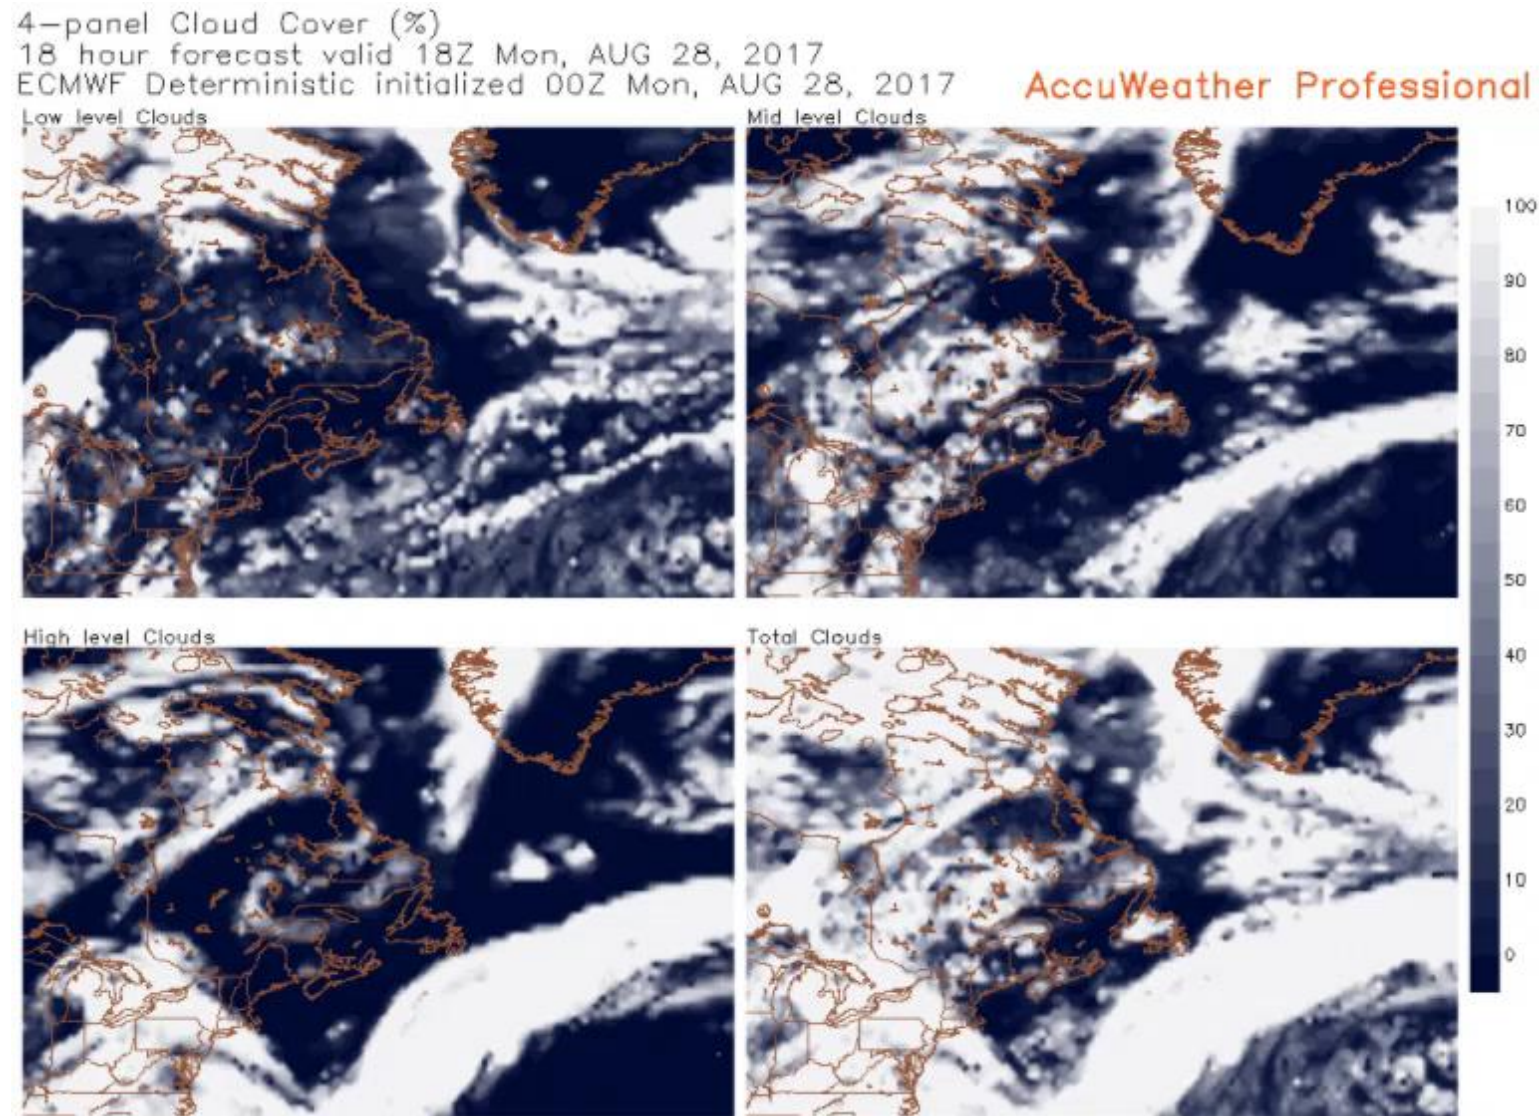 4-panel Cloud Cover (%)
18 hour forecast valid 18Z Mon, AUG 28, 2017
ECMWF Deterministic initialized 00Z Mon, AUG 28, 2017
AccuWeather Professional
Low level Clouds
Mid level Clouds
High level Clouds
Total Clouds
100
90
80
70
60
50
40
30
20
10
0